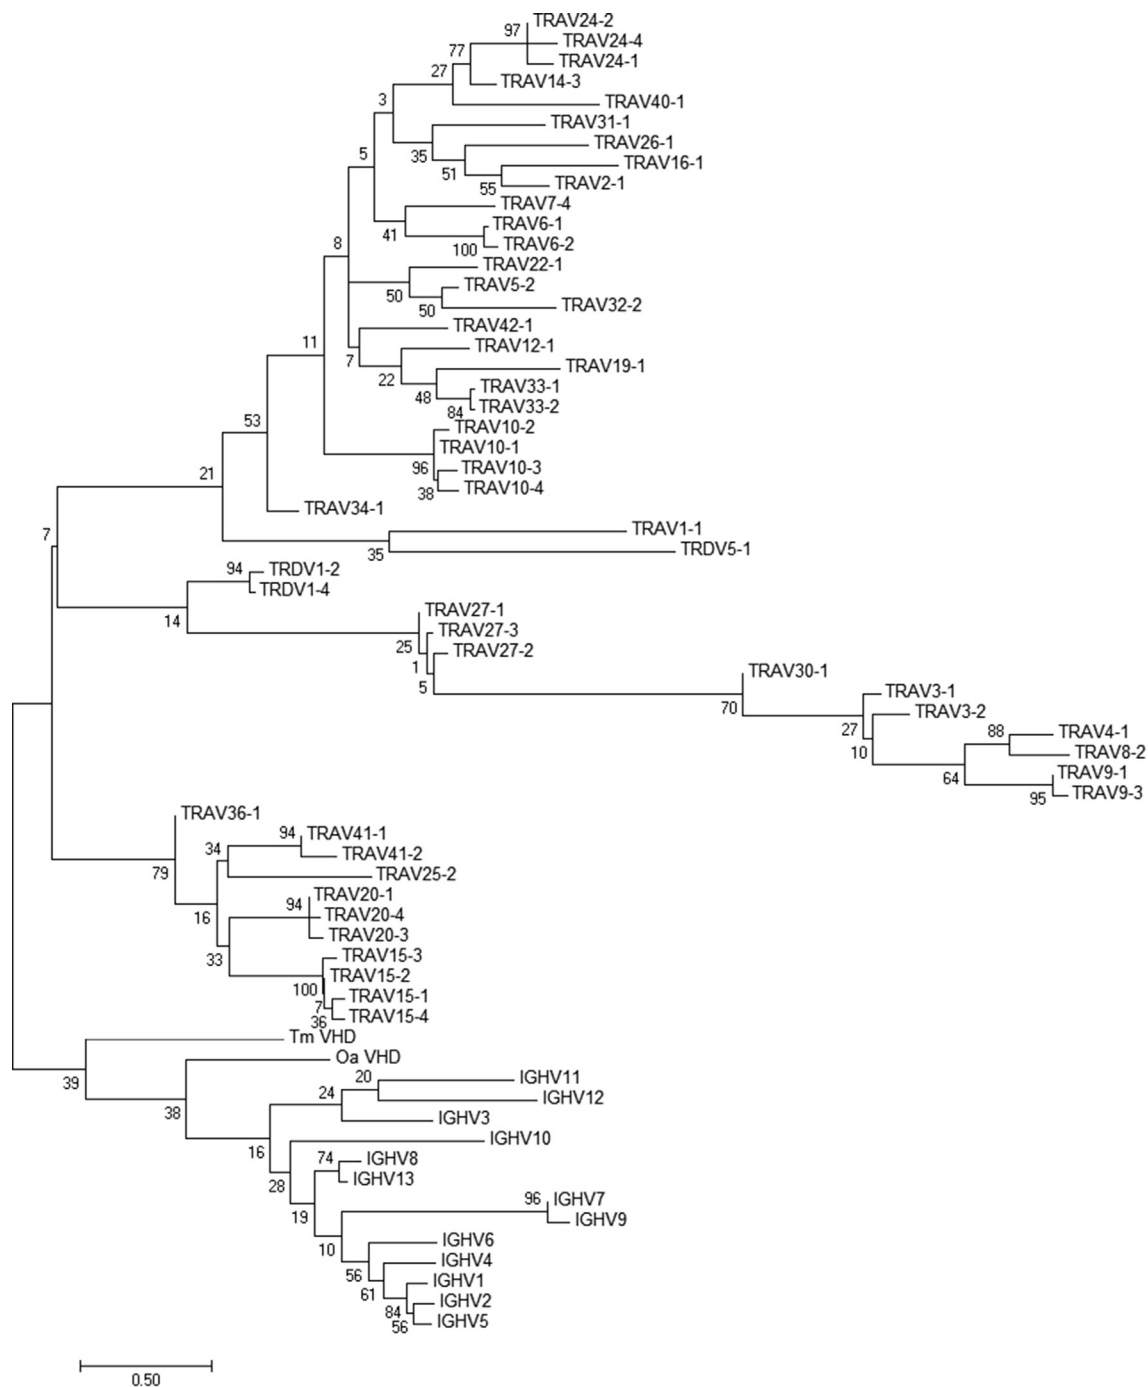 TRAV24-2
97
TRAV24-4
77
TRAV24-1
27
TRAV14-3
3
TRAV40-1
TRAV31-1
35
TRAV26-1
5
51
TRAV16-1
55
TRAV2-1
TRAV7-4
41
TRAV6-1
8
100
TRAV6-2
TRAV22-1
50
TRAV5-2
50
TRAV32-2
11
TRAV42-1
7
TRAV12-1
22
TRAV19-1
48
TRAV33-1
84
TRAV33-2
53
TRAV10-2
TRAV10-1
96
TRAV10-3
21
38
TRAV10-4
TRAV34-1
7
TRAV1-1
35
TRDV5-1
94
TRDV1-2
TRDV1-4
14
TRAV27-1
25
TRAV27-3
1
TRAV27-2
5
TRAV30-1
70
TRAV3-1
27
TRAV3-2
10
88
TRAV4-1
TRAV8-2
64
TRAV9-1
95
TRAV9-3
TRAV36-1
79
94
TRAV41-1
34
TRAV41-2
TRAV25-2
16
94
TRAV20-1
TRAV20-4
33
TRAV20-3
TRAV15-3
100
TRAV15-2
7
TRAV15-1
36
TRAV15-4
Tm VHD
39
Oa VHD
38
20
IGHV11
24
IGHV12
IGHV3
16
IGHV10
28
74
IGHV8
IGHV13
19
96
IGHV7
IGHV9
10
IGHV6
56
IGHV4
61
IGHV1
84
IGHV2
56
IGHV5
0.50